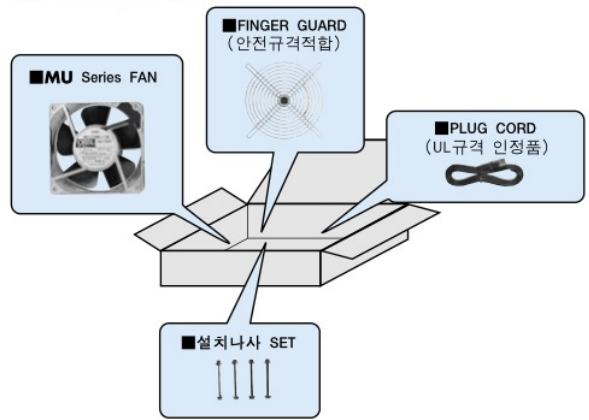 ■FINGER GUARD
(안전규격적합)
■MU Series FAN
■PLUG CORD
(UL규격 인정품)
■설치나사 SET